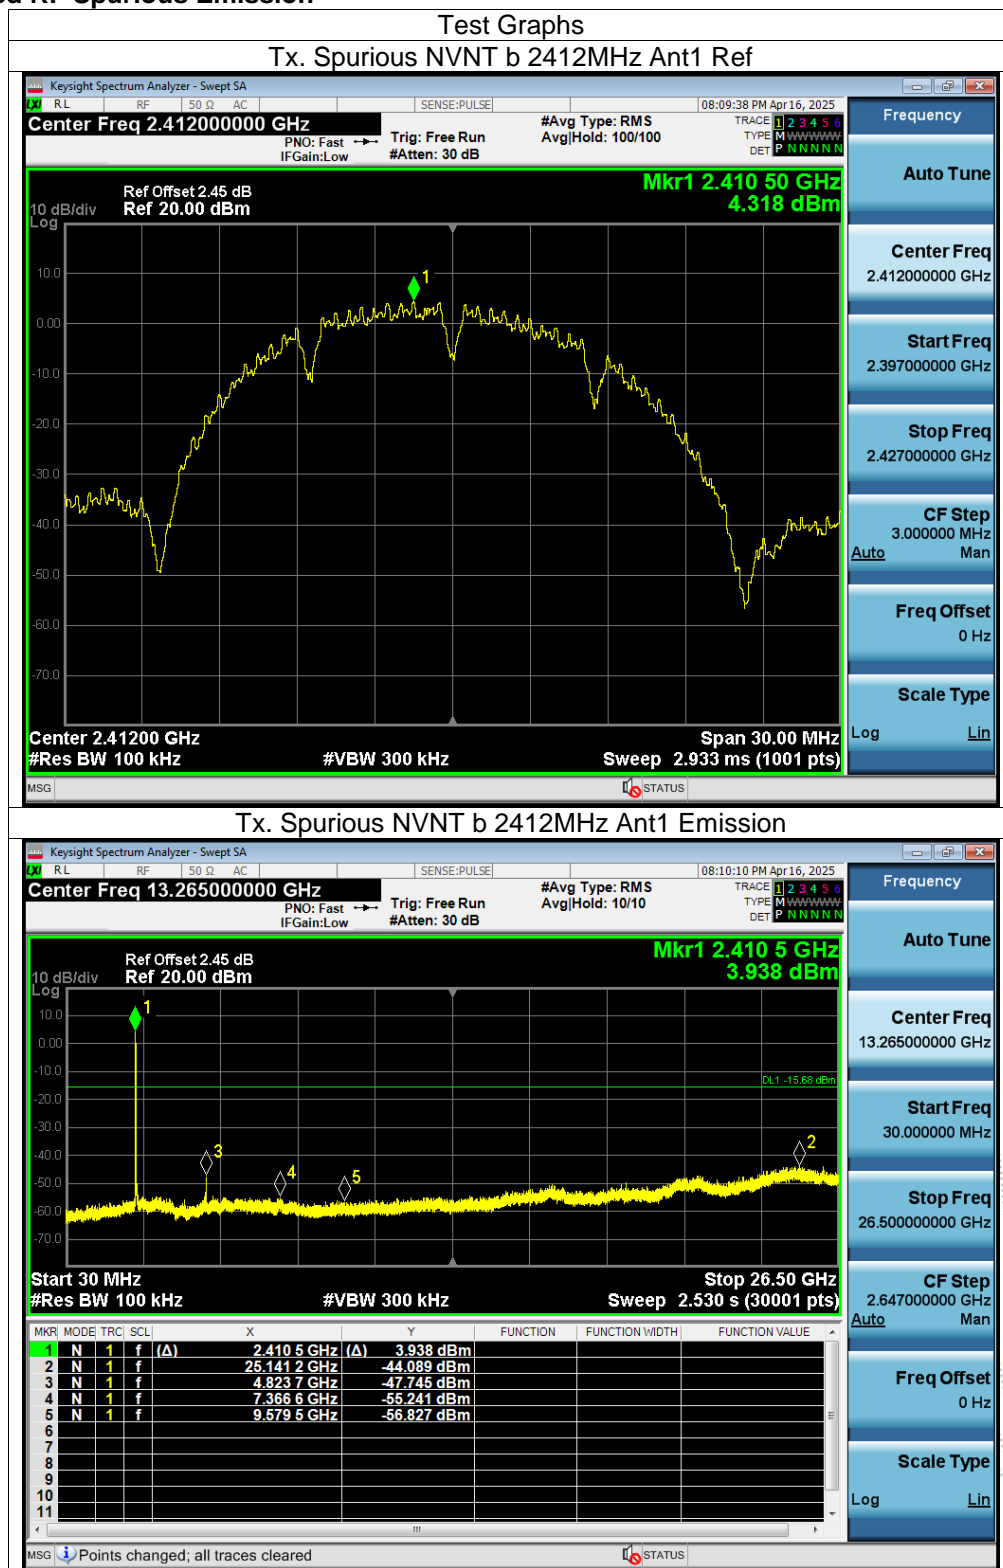 Test Graphs
Tx. Spurious NVNT b 2412MHz Ant1 Ref
Keysight Spectrum Analyzer - Swept SA
LXI RL RF 50 Ω AC SENSE:PULSE 08:09:38 PM Apr 16, 2025
Center Freq 2.412000000 GHz #Avg Type: RMS TRACE 1 2 3 4 5 6
PNO: Fast Trig: Free Run Avg|Hold: 100/100 TYPE M WWWWW
IFGain:Low #Atten: 30 dB DET P N N N N N
Frequency
Auto Tune
Mkr1 2.410 50 GHz
4.318 dBm
Ref Offset 2.45 dB
10 dB/div Ref 20.00 dBm
Log
10.0
0.00
-10.0
-20.0
-30.0
-40.0
-50.0
-60.0
-70.0
1
Center Freq
2.412000000 GHz
Start Freq
2.397000000 GHz
Stop Freq
2.427000000 GHz
CF Step
3.000000 MHz
Auto Man
Freq Offset
0 Hz
Scale Type
Log Lin
Center 2.41200 GHz Span 30.00 MHz
#Res BW 100 kHz #VBW 300 kHz Sweep 2.933 ms (1001 pts)
MSG STATUS
Tx. Spurious NVNT b 2412MHz Ant1 Emission
Keysight Spectrum Analyzer - Swept SA
LXI RL RF 50 Ω AC SENSE:PULSE 08:10:10 PM Apr 16, 2025
Center Freq 13.265000000 GHz #Avg Type: RMS TRACE 1 2 3 4 5 6
PNO: Fast Trig: Free Run Avg|Hold: 10/10 TYPE M WWWWW
IFGain:Low #Atten: 30 dB DET P N N N N N
Frequency
Auto Tune
Mkr1 2.410 5 GHz
3.938 dBm
Ref Offset 2.45 dB
10 dB/div Ref 20.00 dBm
Log
10.0
0.00
-10.0
-20.0
-30.0
-40.0
-50.0
-60.0
-70.0
1
DL1 -15.68 dBm
2
3
4
5
Center Freq
13.265000000 GHz
Start Freq
30.000000 MHz
Stop Freq
26.500000000 GHz
CF Step
2.647000000 GHz
Auto Man
Freq Offset
0 Hz
Scale Type
Log Lin
Start 30 MHz Stop 26.50 GHz
#Res BW 100 kHz #VBW 300 kHz Sweep 2.530 s (30001 pts)
MKR MODE TRC SCL X Y FUNCTION FUNCTION WIDTH FUNCTION VALUE
1 N 1 f (Δ) 2.410 5 GHz (Δ) 3.938 dBm
2 N 1 f 25.141 2 GHz -44.089 dBm
3 N 1 f 4.823 7 GHz -47.745 dBm
4 N 1 f 7.366 6 GHz -55.241 dBm
5 N 1 f 9.579 5 GHz -56.827 dBm
6
7
8
9
10
11
MSG Points changed; all traces cleared STATUS